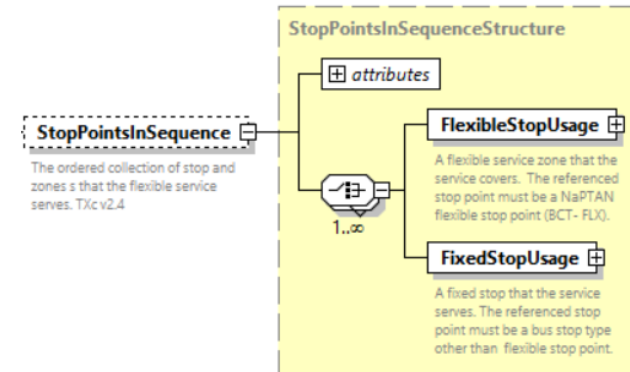 StopPointsInSequenceStructure
attributes
StopPointsInSequence
The ordered collection of stop and
zones s that the flexible service
serves. TXc v2.4
1..∞
FlexibleStopUsage
A flexible service zone that the
service covers. The referenced
stop point must be a NaPTAN
flexible stop point (BCT- FLX).
FixedStopUsage
A fixed stop that the service
serves. The referenced stop
point must be a bus stop type
other than flexible stop point.